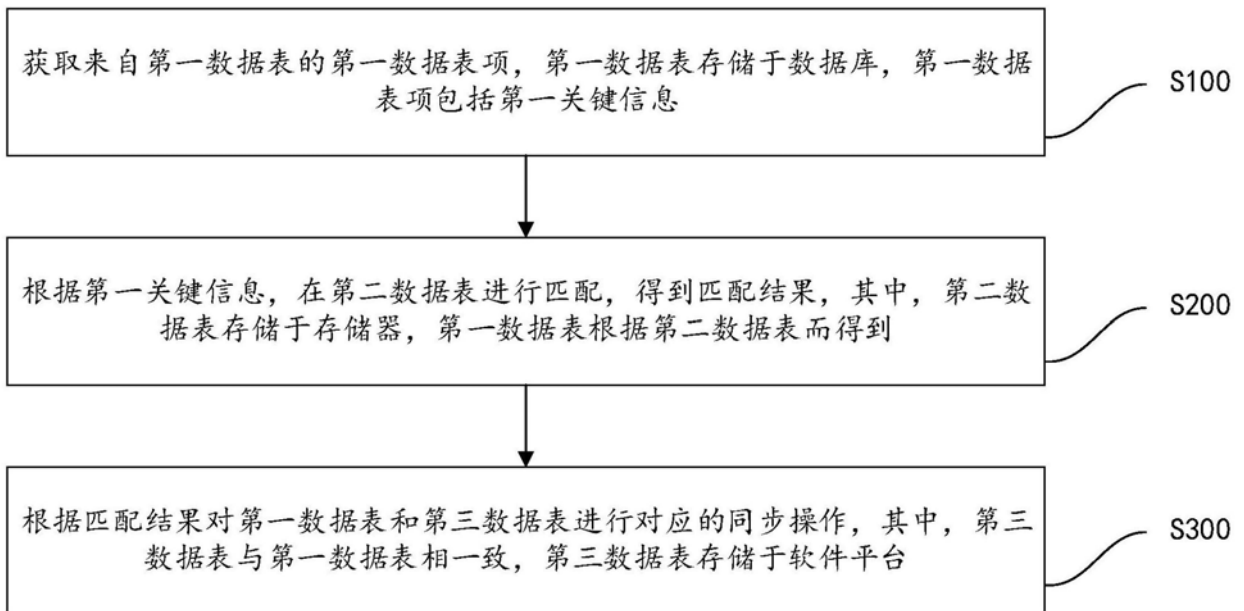 获取来自第一数据表的第一数据表项，第一数据表存储于数据库，第一数据
表项包括第一关键信息
S100
根据第一关键信息，在第二数据表进行匹配，得到匹配结果，其中，第二数
据表存储于存储器，第一数据表根据第二数据表而得到
S200
根据匹配结果对第一数据表和第三数据表进行对应的同步操作，其中，第三
数据表与第一数据表相一致，第三数据表存储于软件平台
S300